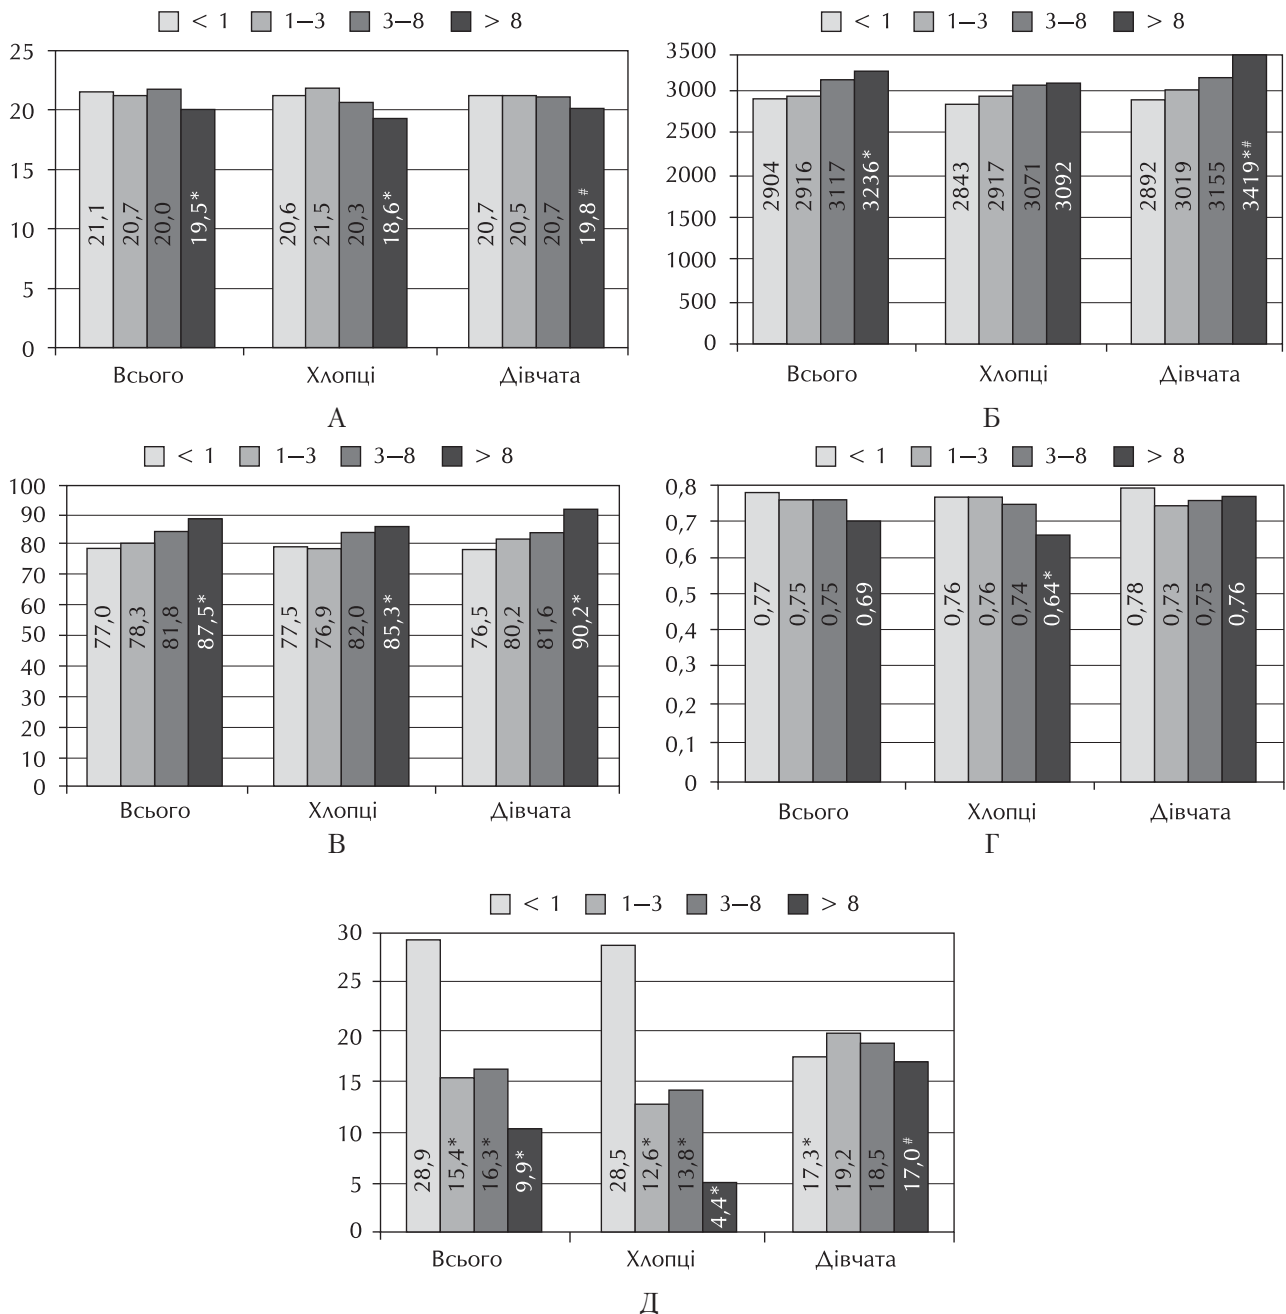 < 1 1–3 3–8 > 8
25
20
15
10
5
0
21,1 20,7 20,0 19,5* 20,6 21,5 20,3 18,6* 20,7 20,5 20,7 19,8#
Всього Хлопці Дівчата
А
< 1 1–3 3–8 > 8
3500
3000
2500
2000
1500
1000
500
0
2904 2916 3117 3236* 2843 2917 3071 3092 2892 3019 3155 3419*#
Всього Хлопці Дівчата
Б
< 1 1–3 3–8 > 8
100
90
80
70
60
50
40
30
20
10
0
77,0 78,3 81,8 87,5* 77,5 76,9 82,0 85,3* 76,5 80,2 81,6 90,2*
Всього Хлопці Дівчата
В
< 1 1–3 3–8 > 8
0,8
0,7
0,6
0,5
0,4
0,3
0,2
0,1
0
0,77 0,75 0,75 0,69 0,76 0,76 0,74 0,64* 0,78 0,73 0,75 0,76
Всього Хлопці Дівчата
Г
< 1 1–3 3–8 > 8
30
25
20
15
10
5
0
28,9 15,4* 16,3* 9,9* 28,5 12,6* 13,8* 4,4* 17,3* 19,2 18,5 17,0#
Всього Хлопці Дівчата
Д